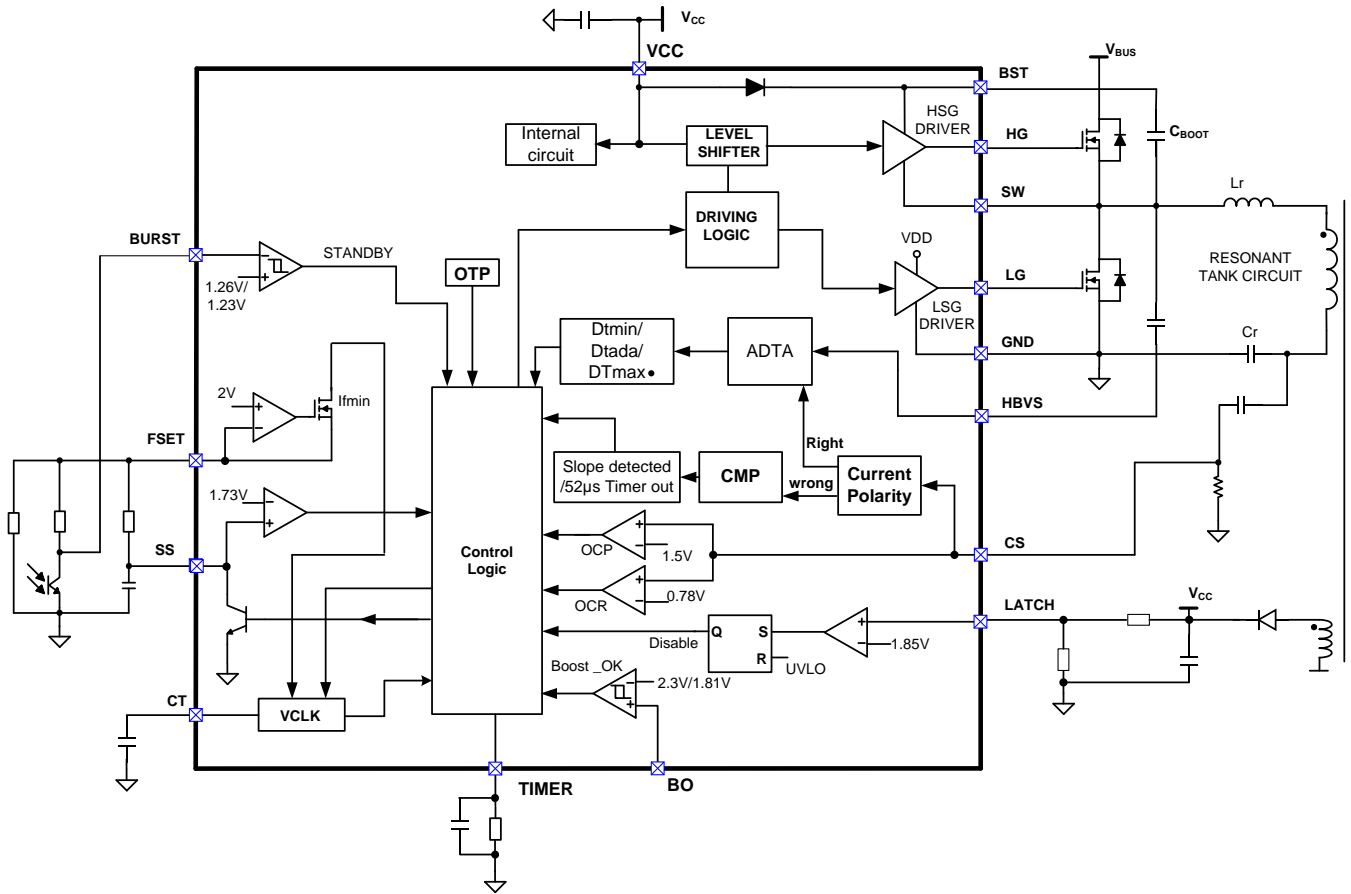 VCC
VCC
VBUS
BST
HSG
DRIVER
HG
CBOOT
Internal
circuit
LEVEL
SHIFTER
SW
Lr
DRIVING
LOGIC
BURST
STANDBY
VDD
RESONANT
TANK CIRCUIT
OTP
LG
1.26V/
1.23V
LSG
DRIVER
Dtmin/
Dtada/
DTmax•
ADTA
GND
Cr
2V
Ifmin
HBVS
FSET
Right
Slope detected
/52µs Timer out
CMP
wrong
Current
Polarity
1.73V
SS
Control
Logic
OCP
1.5V
CS
OCR
0.78V
LATCH
VCC
Disable
Q
S
R
UVLO
1.85V
Boost _OK
2.3V/1.81V
CT
VCLK
TIMER
BO